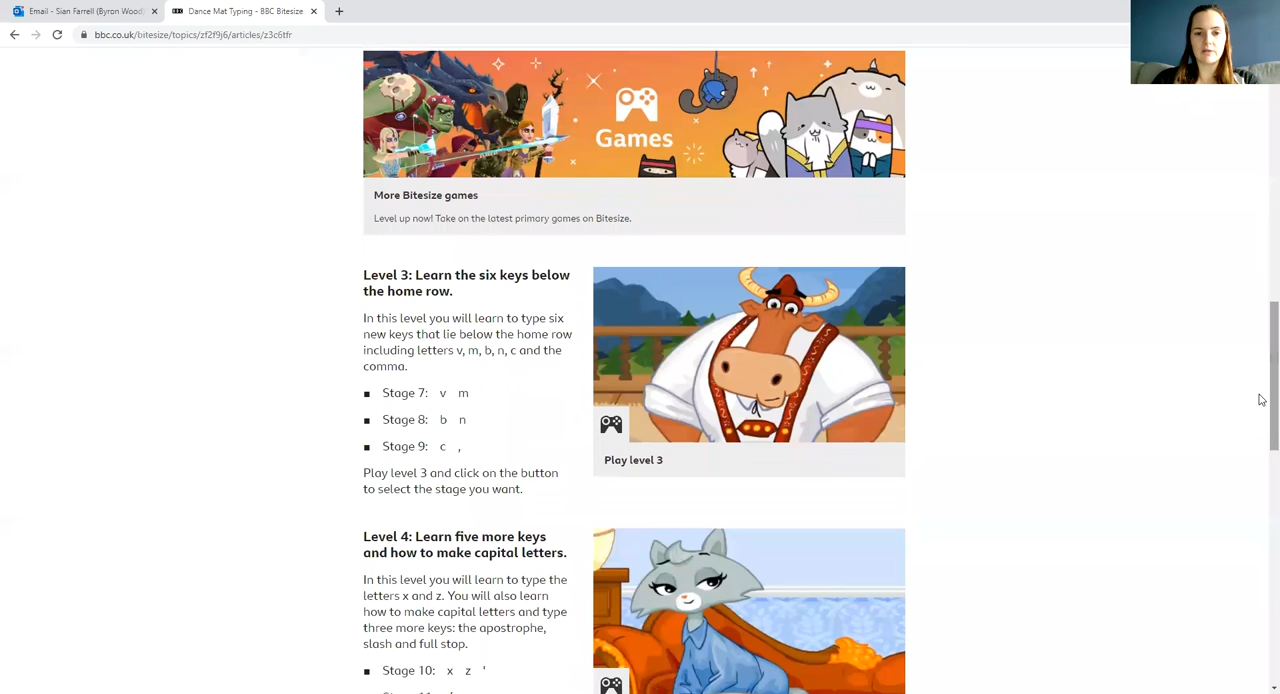 Email - Sian Farrell (Byron Wood)
Dance Mat Typing - BBC Bitesize
bbc.co.uk/bitesize/topics/zf2f9j6/articles/z3c6tfr
Games
More Bitesize games
Level up now! Take on the latest primary games on Bitesize.
Level 3: Learn the six keys below
the home row.
In this level you will learn to type six
new keys that lie below the home row
including letters v, m, b, n, c and the
comma.
Stage 7: v m
Stage 8: b n
Stage 9: c ,
Play level 3 and click on the button
to select the stage you want.
Play level 3
Level 4: Learn five more keys
and how to make capital letters.
In this level you will learn to type the
letters x and z. You will also learn
how to make capital letters and type
three more keys: the apostrophe,
slash and full stop.
Stage 10: x z '